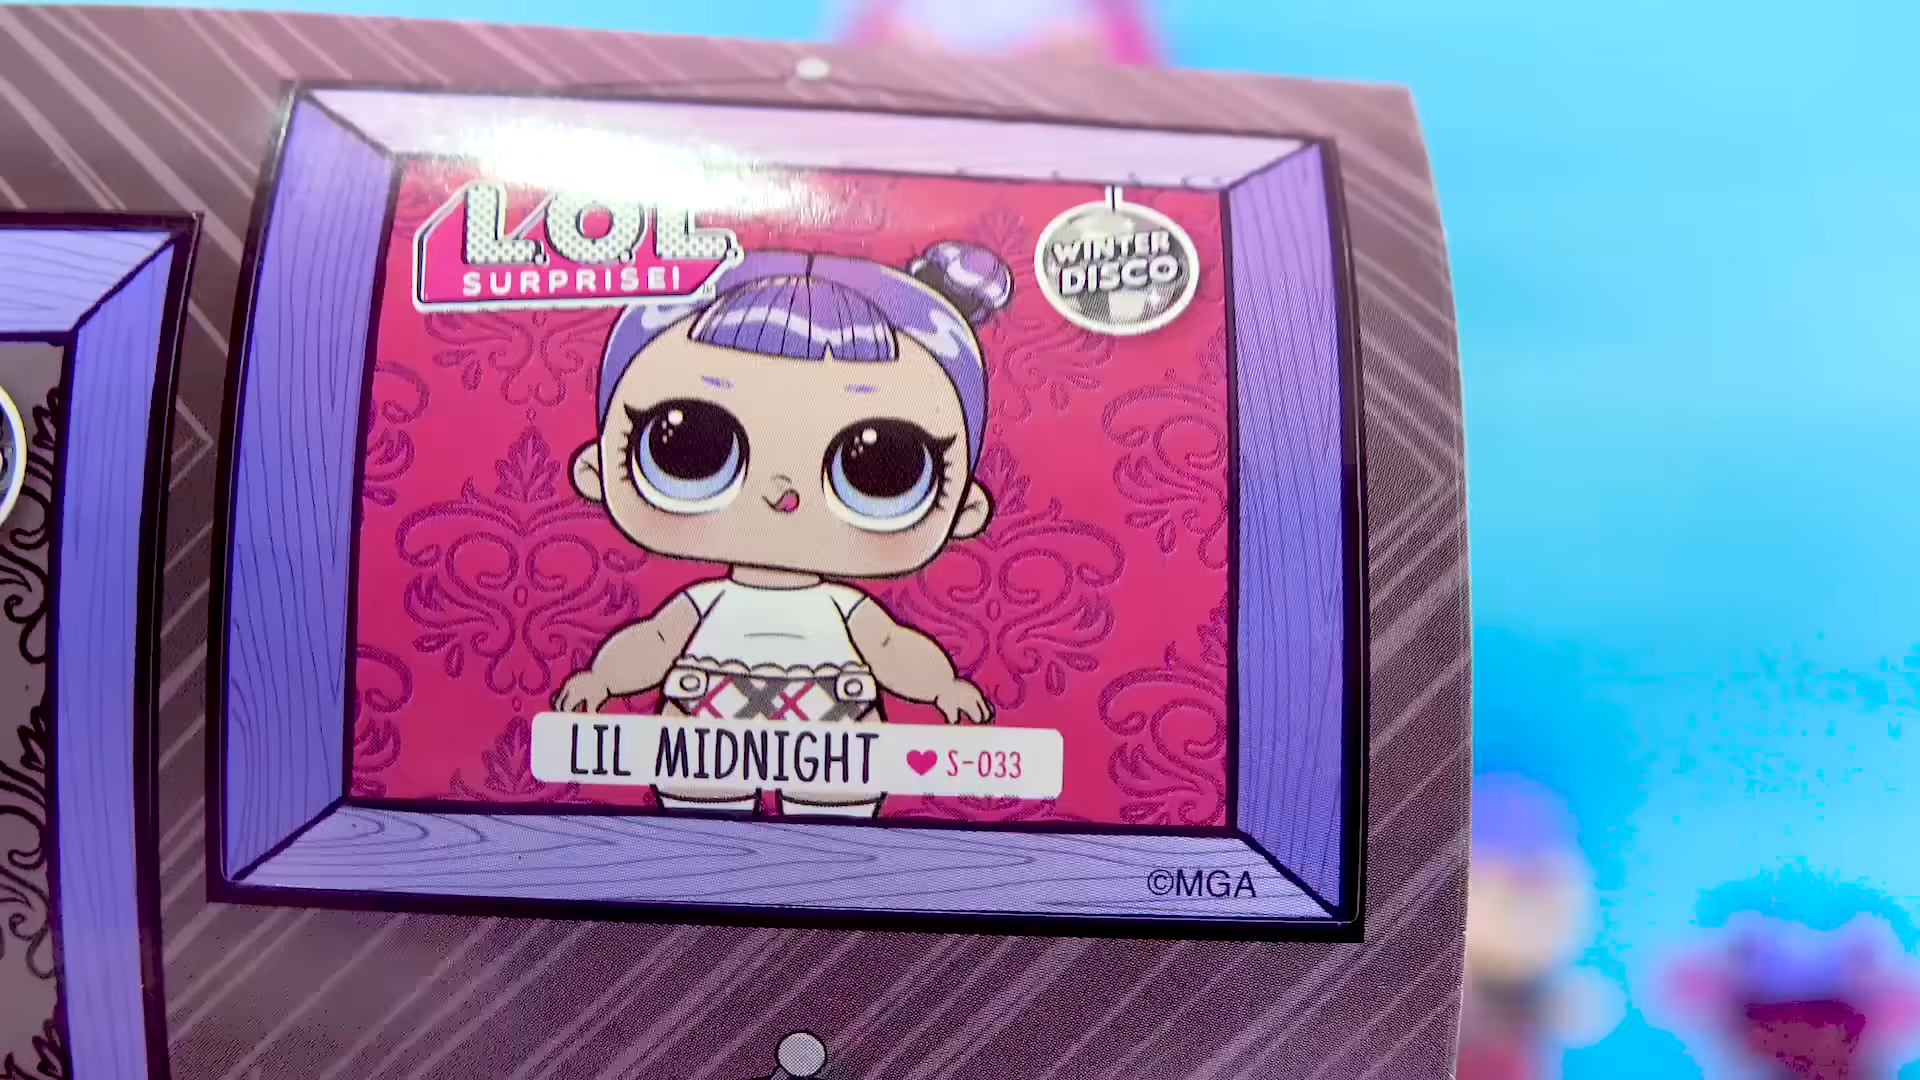 L.O.L.
SURPRISE!
WINTER
DISCO
LIL MIDNIGHT ♥ S-033
©MGA